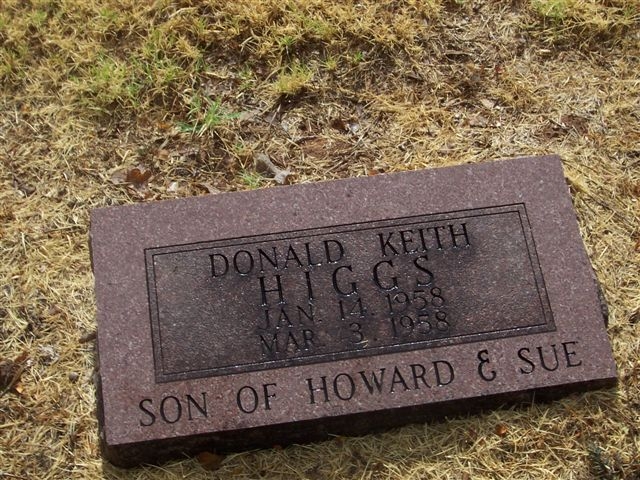 DONALD KEITH
HIGGS
JAN. 14, 1958
MAR. 3, 1958
SON OF HOWARD & SUE